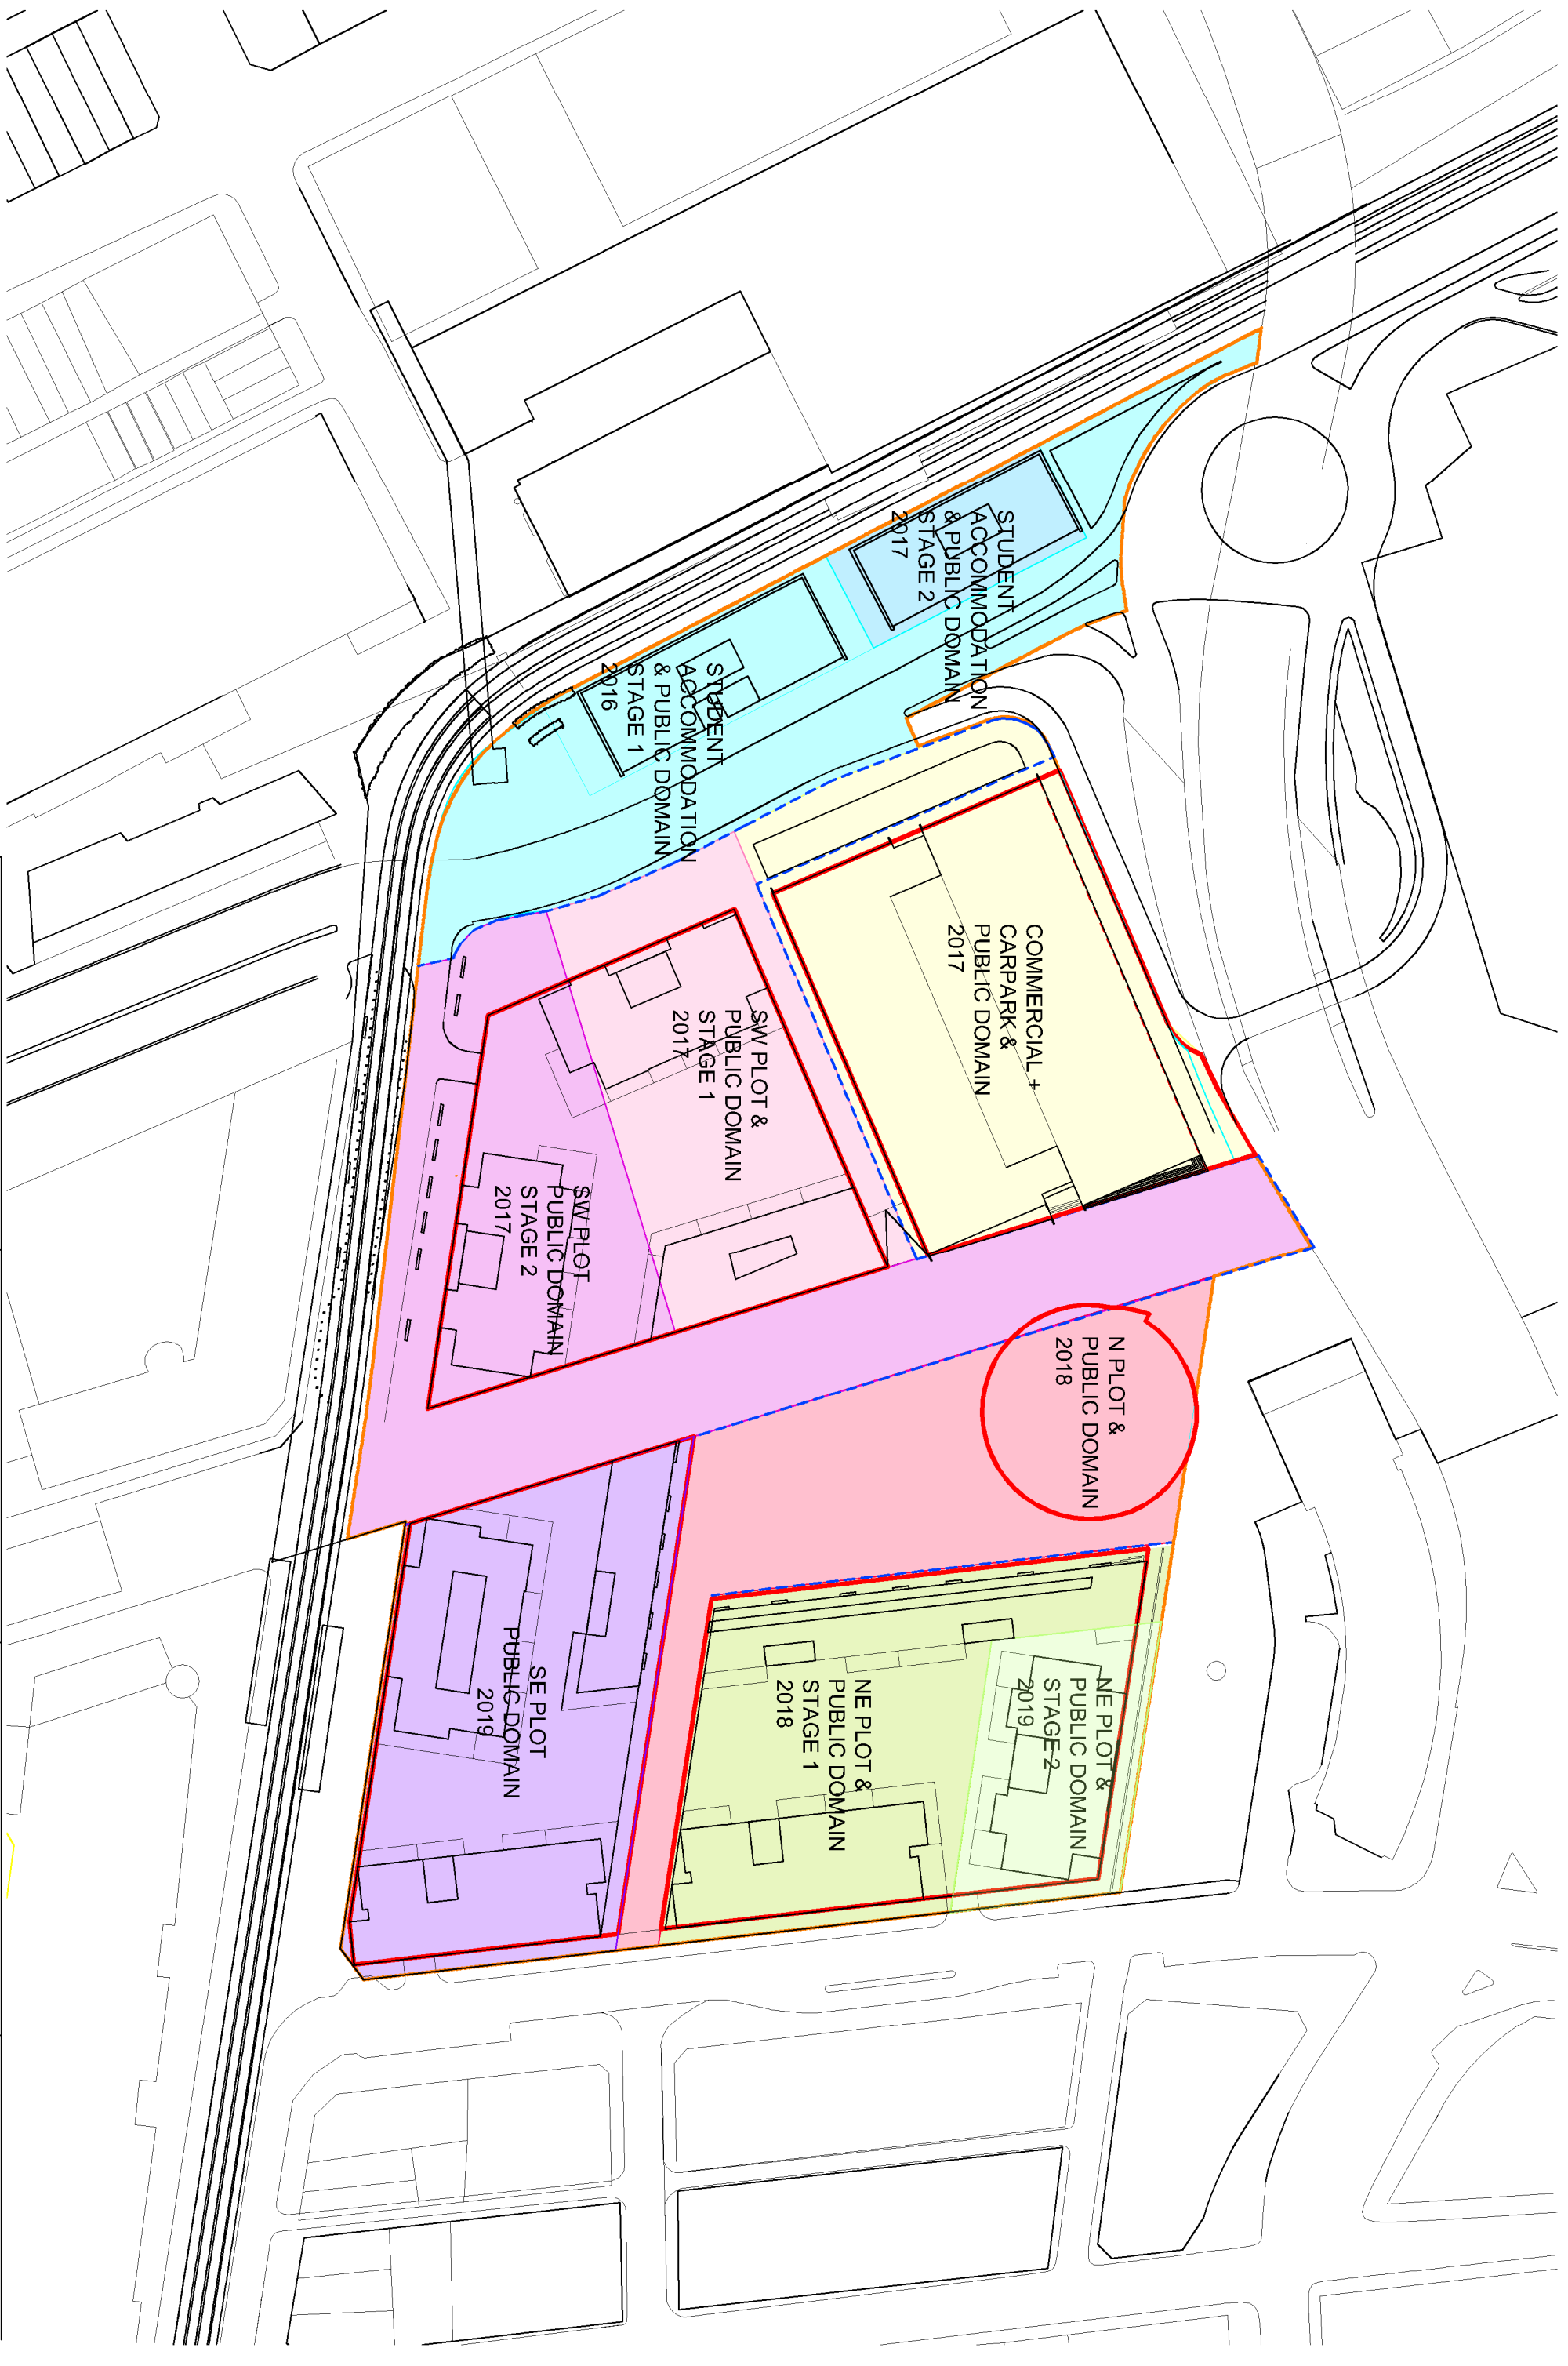 STUDENT
ACCOMMODATION
& PUBLIC DOMAIN
STAGE 2
2017
STUDENT
ACCOMMODATION
& PUBLIC DOMAIN
STAGE 1
2016
COMMERCIAL +
CARPARK &
PUBLIC DOMAIN
2017
SW PLOT &
PUBLIC DOMAIN
STAGE 1
2017
SW PLOT
PUBLIC DOMAIN
STAGE 2
2017
N PLOT &
PUBLIC DOMAIN
2018
NE PLOT &
PUBLIC DOMAIN
STAGE 2
2019
NE PLOT &
PUBLIC DOMAIN
STAGE 1
2018
SE PLOT
PUBLIC DOMAIN
2019